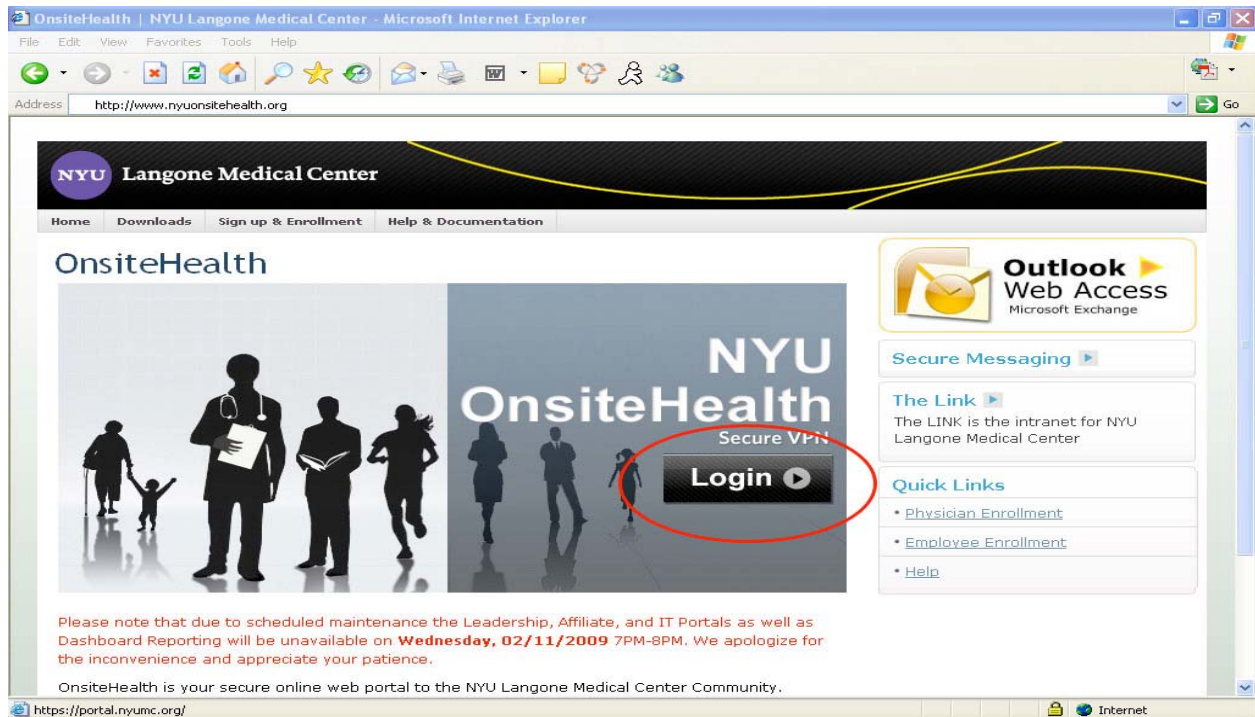 OnsiteHealth | NYU Langone Medical Center - Microsoft Internet Explorer
File Edit View Favorites Tools Help
Address http://www.nyuonsitehealth.org Go
NYU Langone Medical Center
Home Downloads Sign up & Enrollment Help & Documentation
OnsiteHealth
NYU
OnsiteHealth
Secure VPN
Login
Please note that due to scheduled maintenance the Leadership, Affiliate, and IT Portals as well as
Dashboard Reporting will be unavailable on Wednesday, 02/11/2009 7PM-8PM. We apologize for
the inconvenience and appreciate your patience.
OnsiteHealth is your secure online web portal to the NYU Langone Medical Center Community.
Outlook
Web Access
Microsoft Exchange
Secure Messaging
The Link
The LINK is the intranet for NYU
Langone Medical Center
Quick Links
• Physician Enrollment
• Employee Enrollment
• Help
https://portal.nyumc.org/ Internet